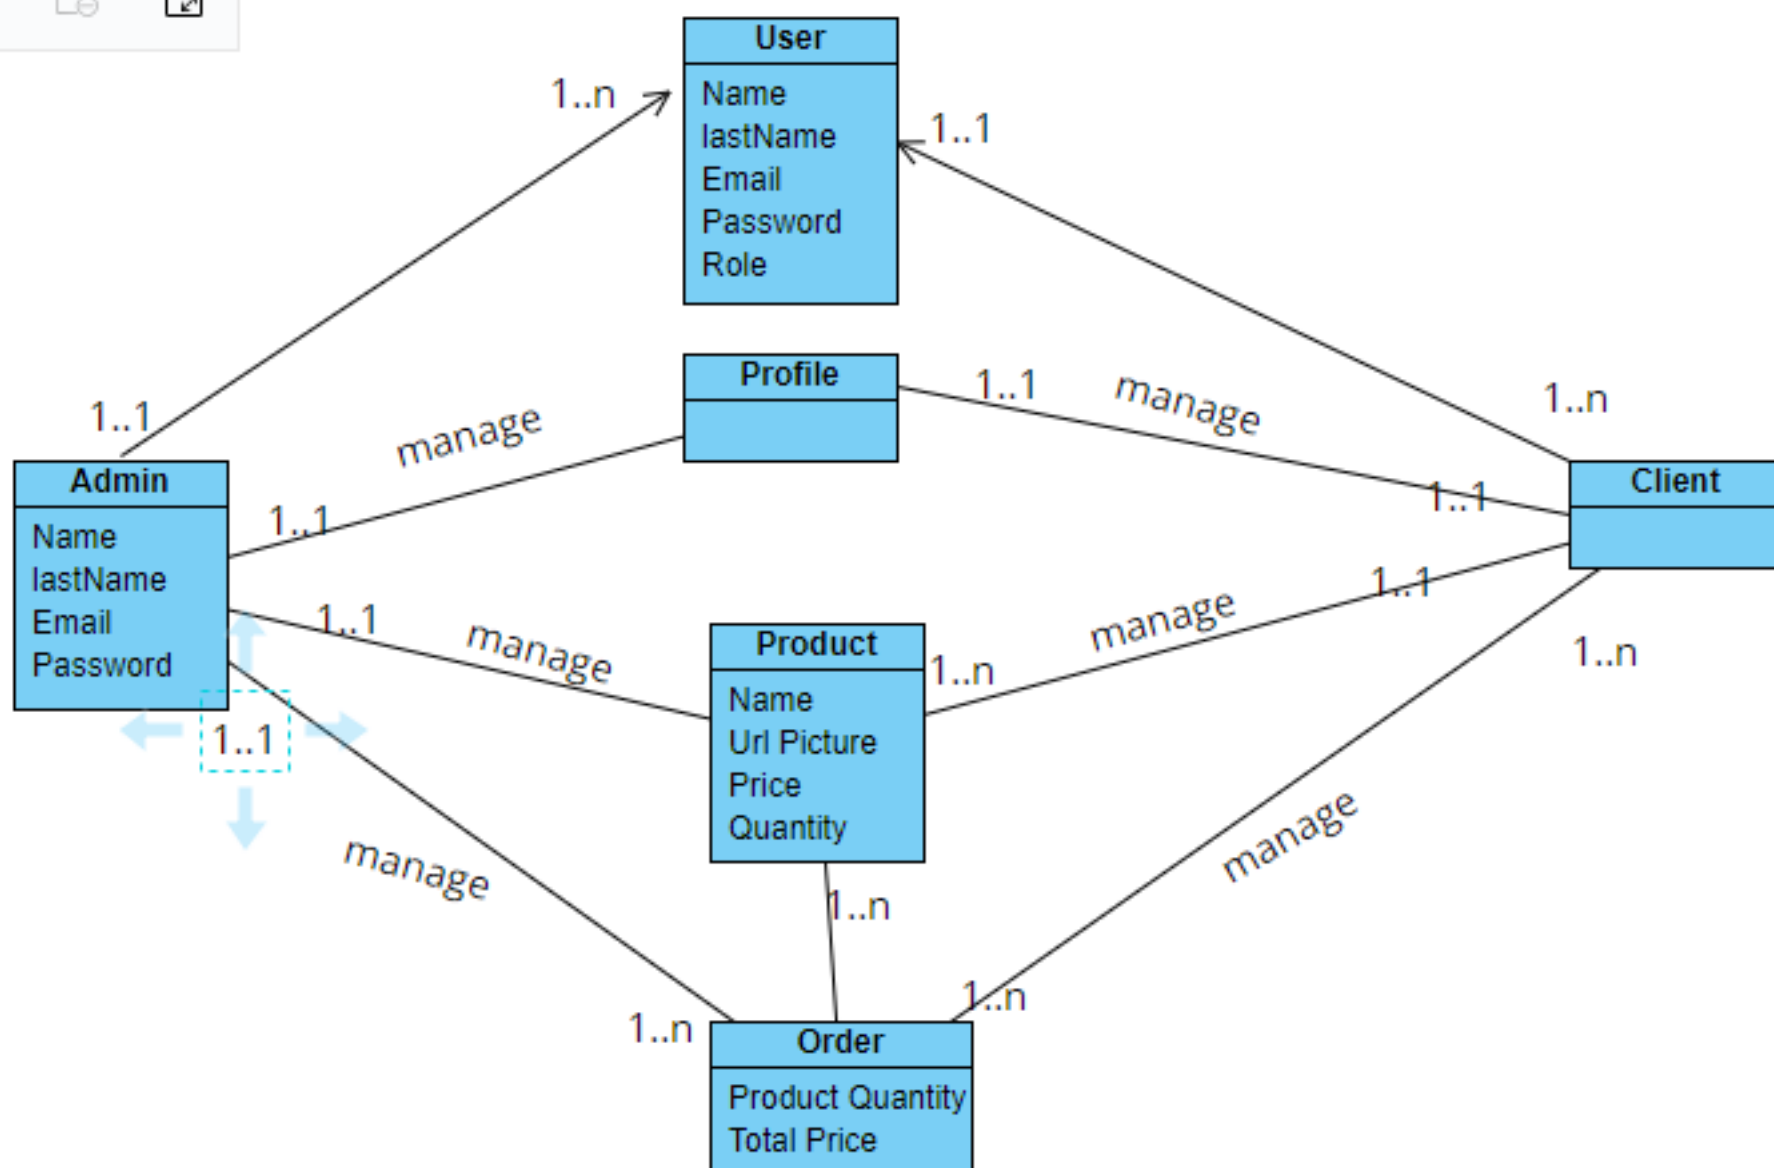 User
Name
lastName
Email
Password
Role
1..n
1..1
1..1
1..n
Profile
manage
1..1
manage
1..1
1..1
Admin
Name
lastName
Email
Password
Client
1..1
manage
1..1
manage
1..n
1..n
Product
Name
Url Picture
Price
Quantity
1..1
manage
manage
1..n
1..n
1..n
Order
Product Quantity
Total Price